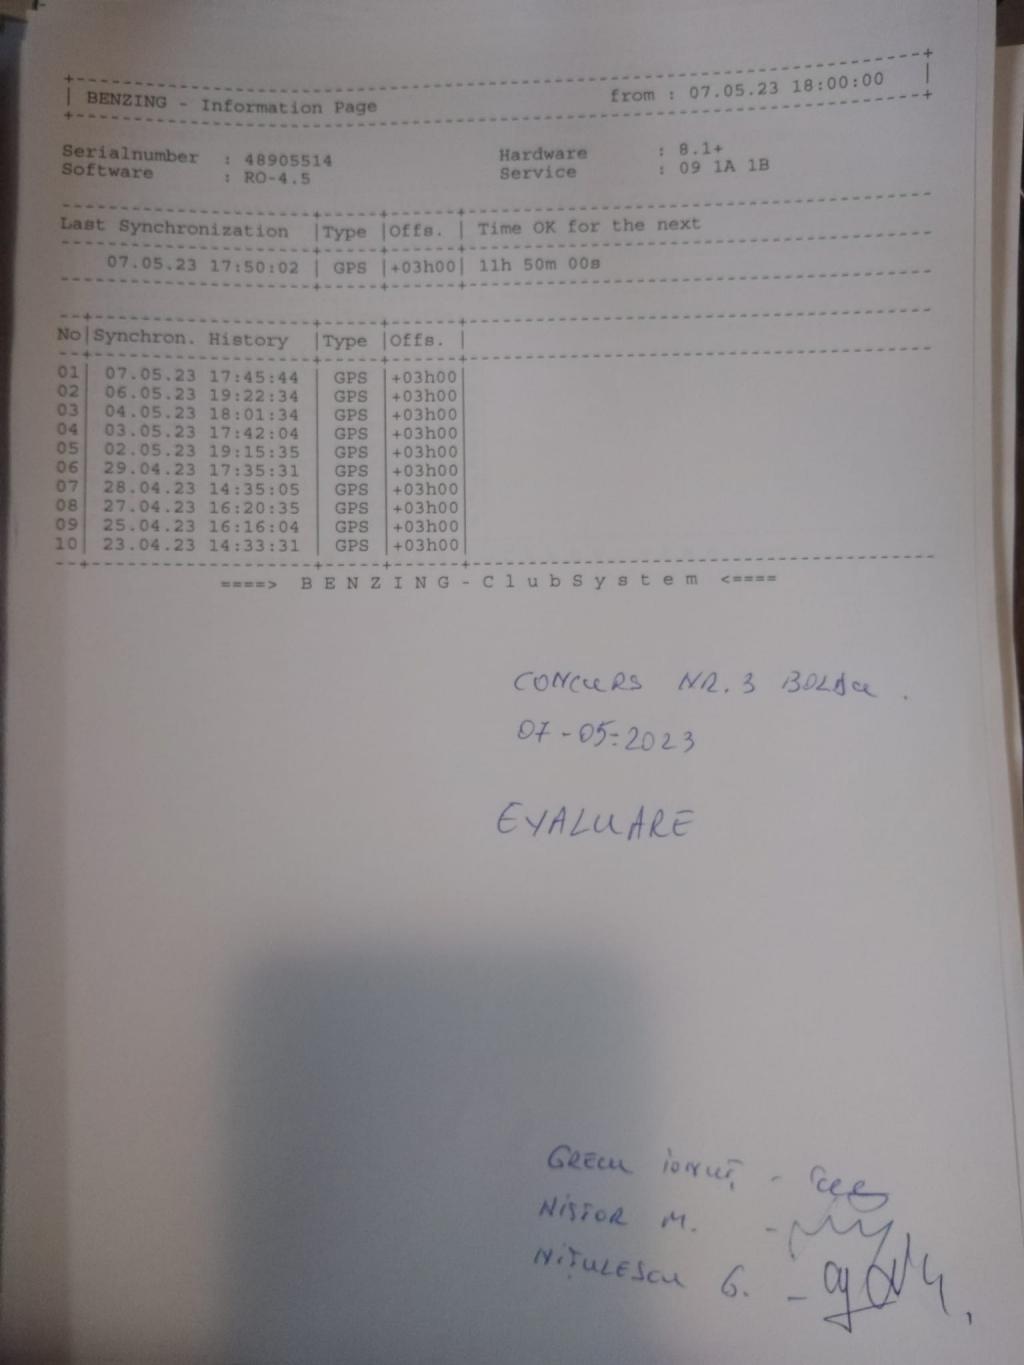 BENZING - Information Page from : 07.05.23 18:00:00
Serialnumber : 48905514 Hardware : 8.1+
Software : RO-4.5 Service : 09 1A 1B
Last Synchronization |Type |Offs. | Time OK for the next
07.05.23 17:50:02 | GPS |+03h00| 11h 50m 00s
No|Synchron. History |Type |Offs. |
01| 07.05.23 17:45:44 | GPS |+03h00|
02| 06.05.23 19:22:34 | GPS |+03h00|
03| 04.05.23 18:01:34 | GPS |+03h00|
04| 03.05.23 17:42:04 | GPS |+03h00|
05| 02.05.23 19:15:35 | GPS |+03h00|
06| 29.04.23 17:35:31 | GPS |+03h00|
07| 28.04.23 14:35:05 | GPS |+03h00|
08| 27.04.23 16:20:35 | GPS |+03h00|
09| 25.04.23 16:16:04 | GPS |+03h00|
10| 23.04.23 14:33:31 | GPS |+03h00|
====> B E N Z I N G - C l u b S y s t e m <====
CONCURS NR. 3 BOLDU .
07-05-2023
EVALUARE
GRECU IONUȚ -
NISTOR M. -
NIȚULESCU G. -